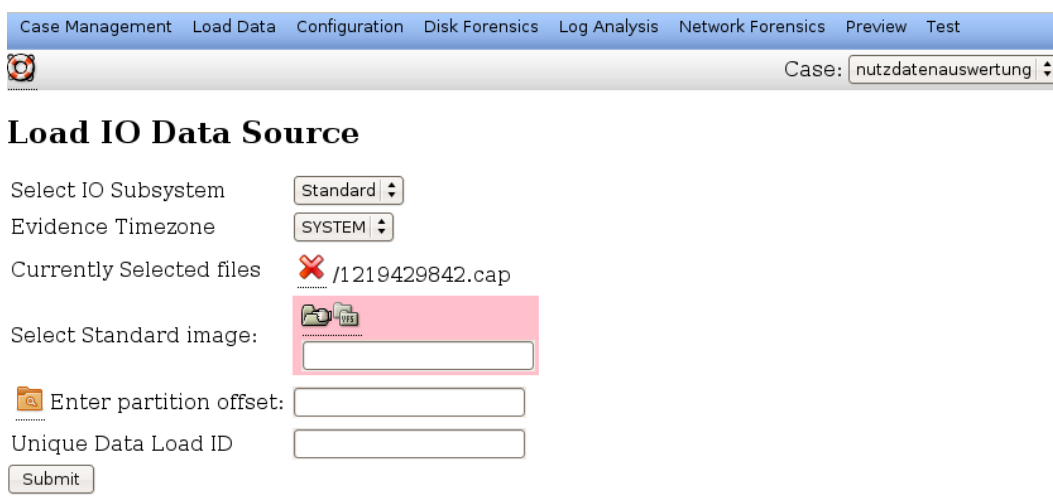 Case Management Load Data Configuration Disk Forensics Log Analysis Network Forensics Preview Test
Case: nutzdatenauswertung
Load IO Data Source
Select IO Subsystem Standard
Evidence Timezone SYSTEM
Currently Selected files /1219429842.cap
VFS
Select Standard image:
Enter partition offset:
Unique Data Load ID
Submit